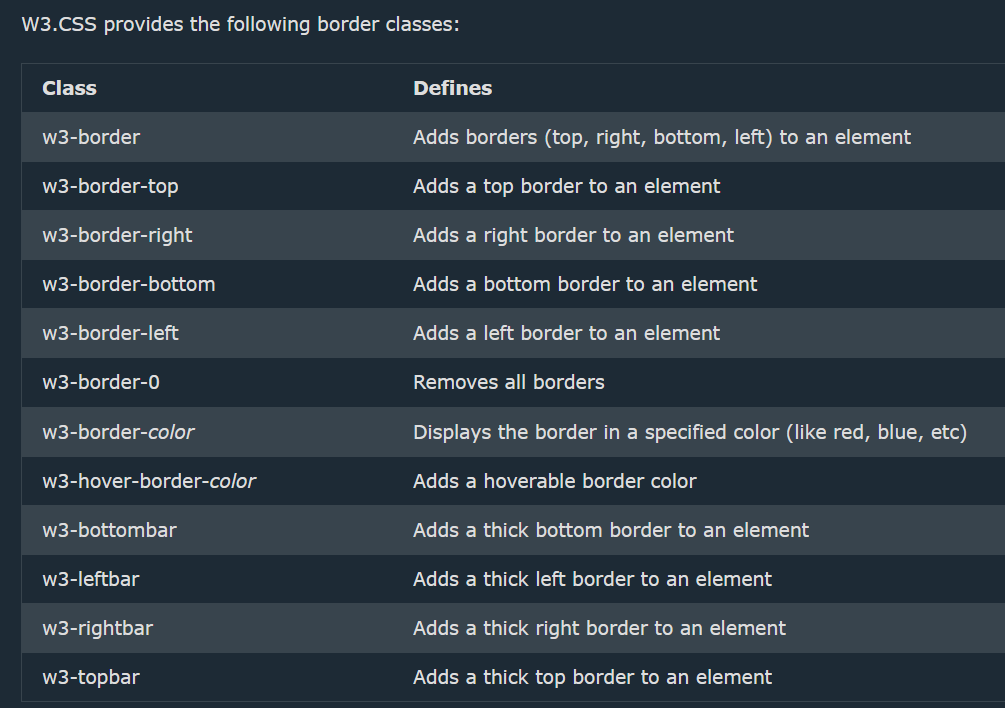 W3.CSS provides the following border classes:
Class Defines
w3-border Adds borders (top, right, bottom, left) to an element
w3-border-top Adds a top border to an element
w3-border-right Adds a right border to an element
w3-border-bottom Adds a bottom border to an element
w3-border-left Adds a left border to an element
w3-border-0 Removes all borders
w3-border-color Displays the border in a specified color (like red, blue, etc)
w3-hover-border-color Adds a hoverable border color
w3-bottombar Adds a thick bottom border to an element
w3-leftbar Adds a thick left border to an element
w3-rightbar Adds a thick right border to an element
w3-topbar Adds a thick top border to an element